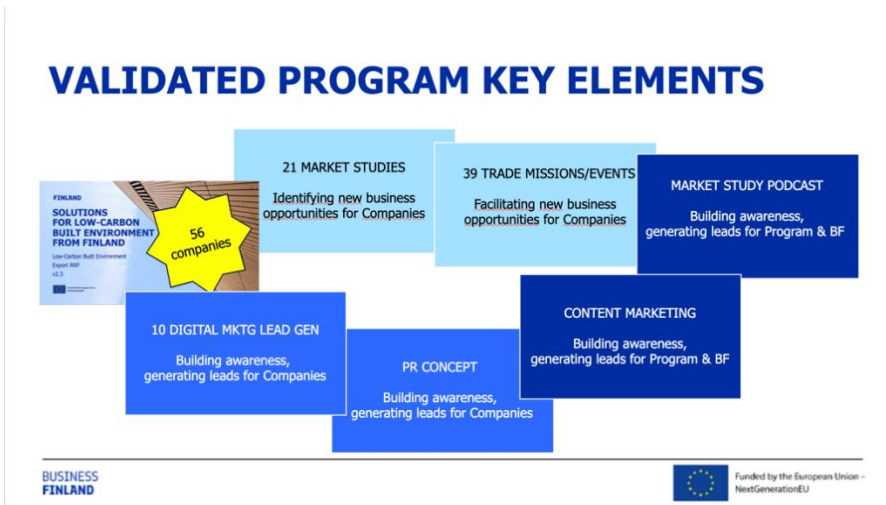 VALIDATED PROGRAM KEY ELEMENTS
FINLAND
SOLUTIONS
FOR LOW-CARBON
BUILT ENVIRONMENT
FROM FINLAND
Low-Carbon Built Environment
Export RRF
v2.3
56
companies
21 MARKET STUDIES
Identifying new business
opportunities for Companies
39 TRADE MISSIONS/EVENTS
Facilitating new business
opportunities for Companies
MARKET STUDY PODCAST
Building awareness,
generating leads for Program & BF
10 DIGITAL MKTG LEAD GEN
Building awareness,
generating leads for Companies
PR CONCEPT
Building awareness,
generating leads for Companies
CONTENT MARKETING
Building awareness,
generating leads for Program & BF
BUSINESS
FINLAND
Funded by the European Union –
NextGenerationEU